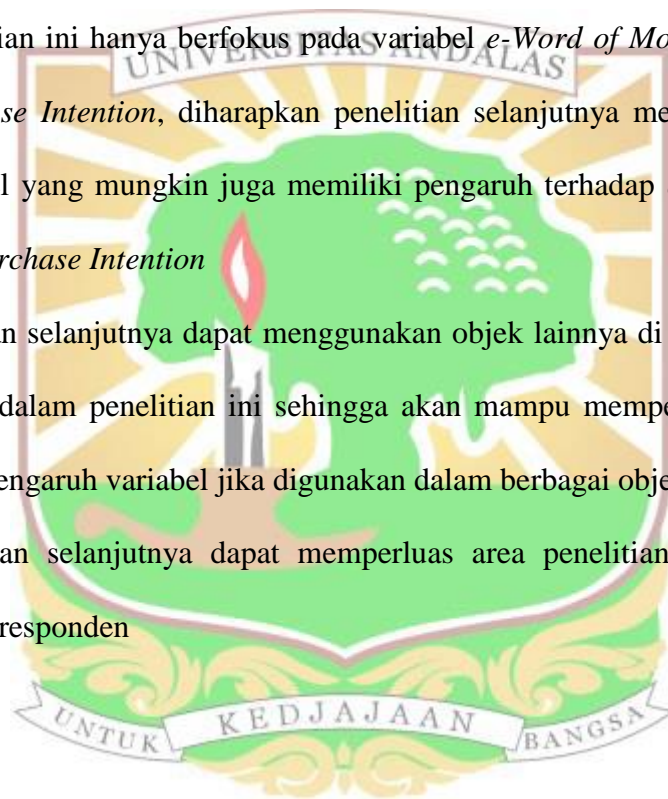 ian ini hanya berfokus pada variabel e-Word of Mo
UNIVERSITAS ANDALAS
se Intention, diharapkan penelitian selanjutnya me
l yang mungkin juga memiliki pengaruh terhadap
rchase Intention
an selanjutnya dapat menggunakan objek lainnya di
dalam penelitian ini sehingga akan mampu mempe
engaruh variabel jika digunakan dalam berbagai obje
an selanjutnya dapat memperluas area penelitian
responden
UNTUK KEDJAJAAN BANGSA